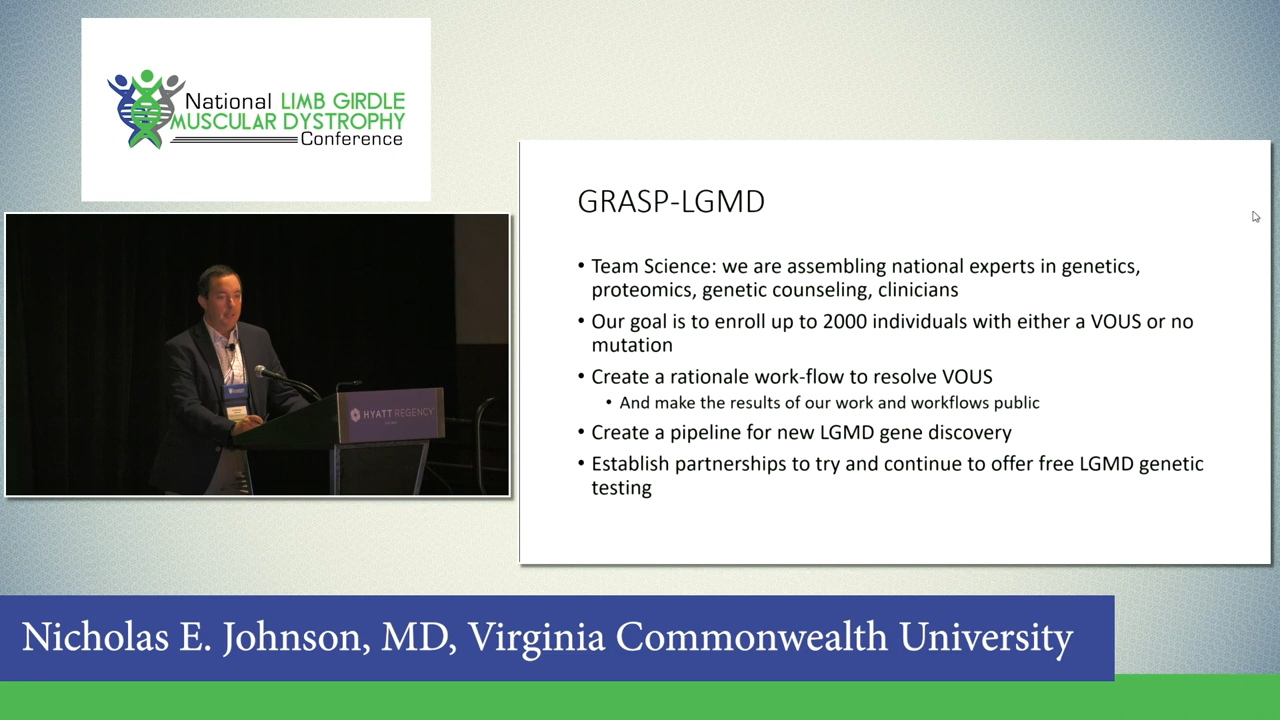 National LIMB GIRDLE
MUSCULAR DYSTROPHY
Conference
HYATT REGENCY
GRASP-LGMD
• Team Science: we are assembling national experts in genetics,
proteomics, genetic counseling, clinicians
• Our goal is to enroll up to 2000 individuals with either a VOUS or no
mutation
• Create a rationale work-flow to resolve VOUS
• And make the results of our work and workflows public
• Create a pipeline for new LGMD gene discovery
• Establish partnerships to try and continue to offer free LGMD genetic
testing
Nicholas E. Johnson, MD, Virginia Commonwealth University